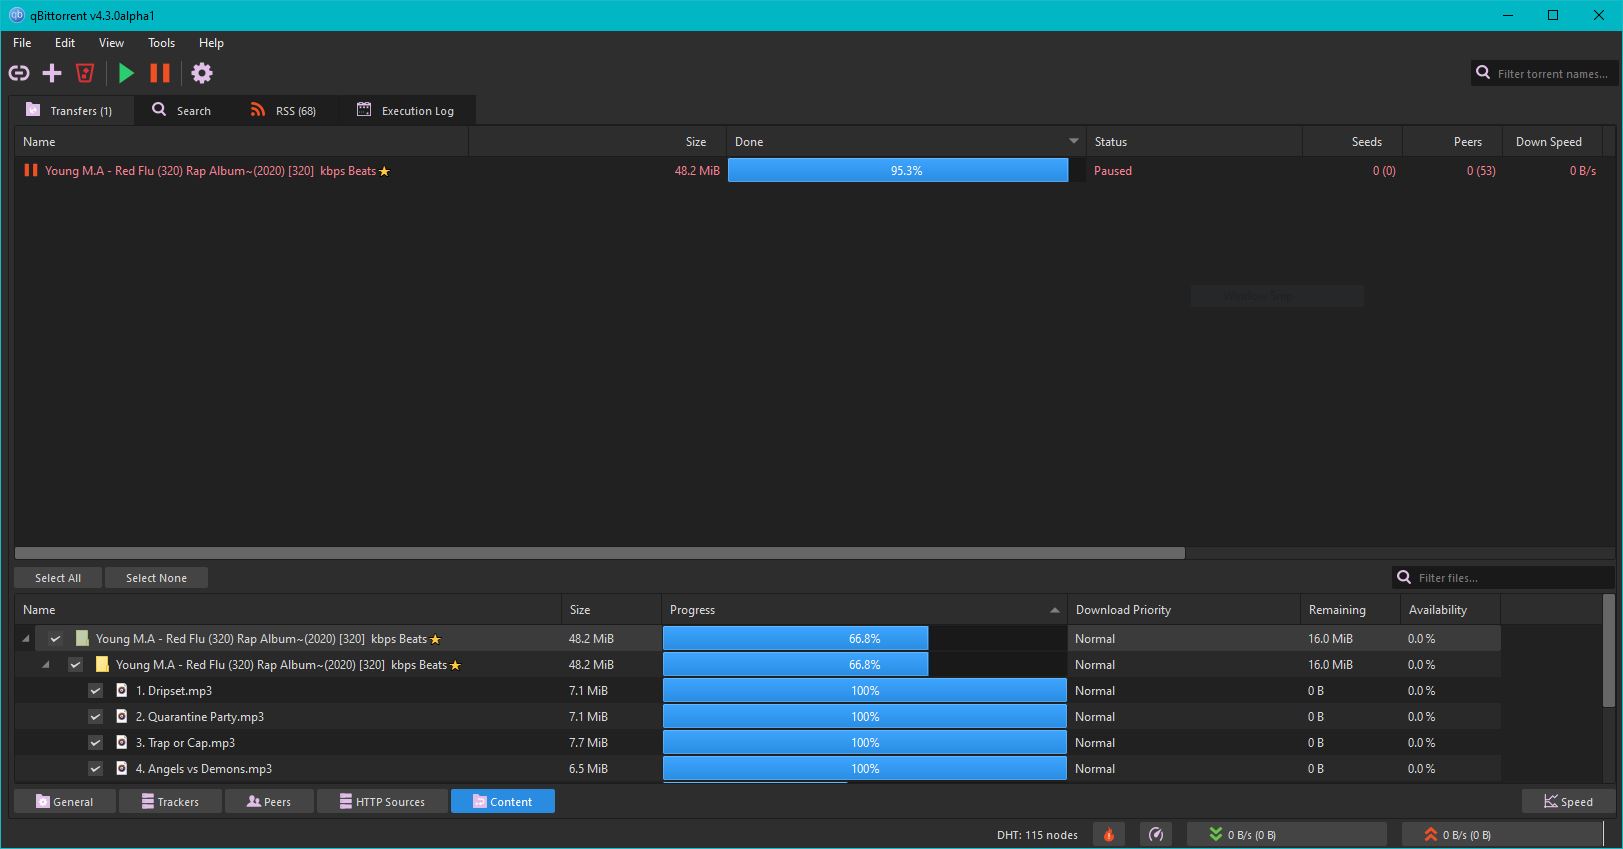 qBittorrent v4.3.0alpha1
File Edit View Tools Help
Filter torrent names...
Transfers (1) Search RSS (68) Execution Log
Name Size Done Status Seeds Peers Down Speed
Young M.A - Red Flu (320) Rap Album~(2020) [320]  kbps Beats⭐ 48.2 MiB 95.3% Paused 0 (0) 0 (53) 0 B/s
Select All Select None Filter files...
Name Size Progress Download Priority Remaining Availability
Young M.A - Red Flu (320) Rap Album~(2020) [320]  kbps Beats⭐ 48.2 MiB 66.8% Normal 16.0 MiB 0.0 %
Young M.A - Red Flu (320) Rap Album~(2020) [320]  kbps Beats⭐ 48.2 MiB 66.8% Normal 16.0 MiB 0.0 %
1. Dripset.mp3 7.1 MiB 100% Normal 0 B 0.0 %
2. Quarantine Party.mp3 7.1 MiB 100% Normal 0 B 0.0 %
3. Trap or Cap.mp3 7.7 MiB 100% Normal 0 B 0.0 %
4. Angels vs Demons.mp3 6.5 MiB 100% Normal 0 B 0.0 %
General Trackers Peers HTTP Sources Content Speed
DHT: 115 nodes 0 B/s (0 B) 0 B/s (0 B)